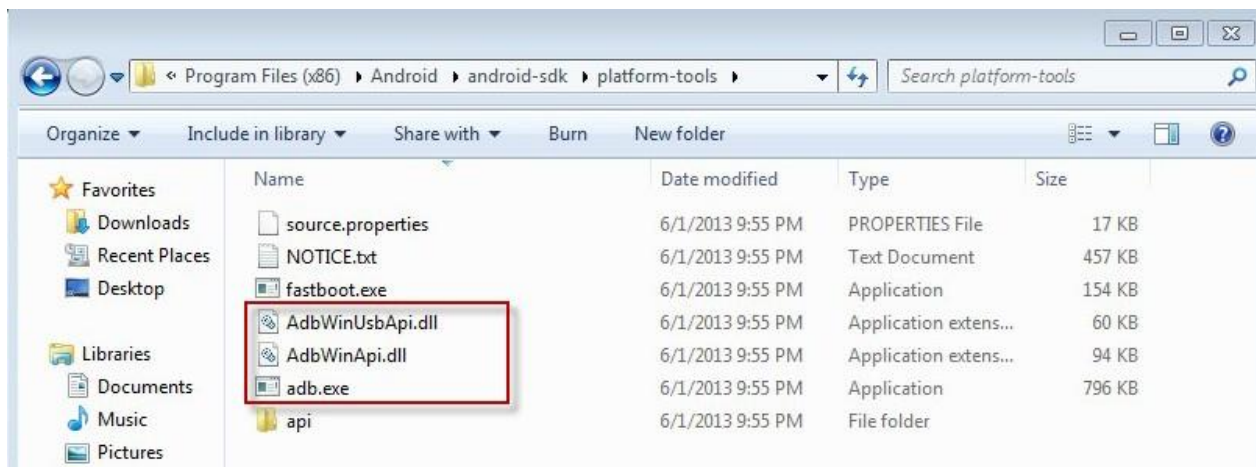 « Program Files (x86) ▸ Android ▸ android-sdk ▸ platform-tools ▸ Search platform-tools
Organize ▾ Include in library ▾ Share with ▾ Burn New folder
Name Date modified Type Size
Favorites
Downloads
Recent Places
Desktop
Libraries
Documents
Music
Pictures
source.properties 6/1/2013 9:55 PM PROPERTIES File 17 KB
NOTICE.txt 6/1/2013 9:55 PM Text Document 457 KB
fastboot.exe 6/1/2013 9:55 PM Application 154 KB
AdbWinUsbApi.dll 6/1/2013 9:55 PM Application extens... 60 KB
AdbWinApi.dll 6/1/2013 9:55 PM Application extens... 94 KB
adb.exe 6/1/2013 9:55 PM Application 796 KB
api 6/1/2013 9:55 PM File folder